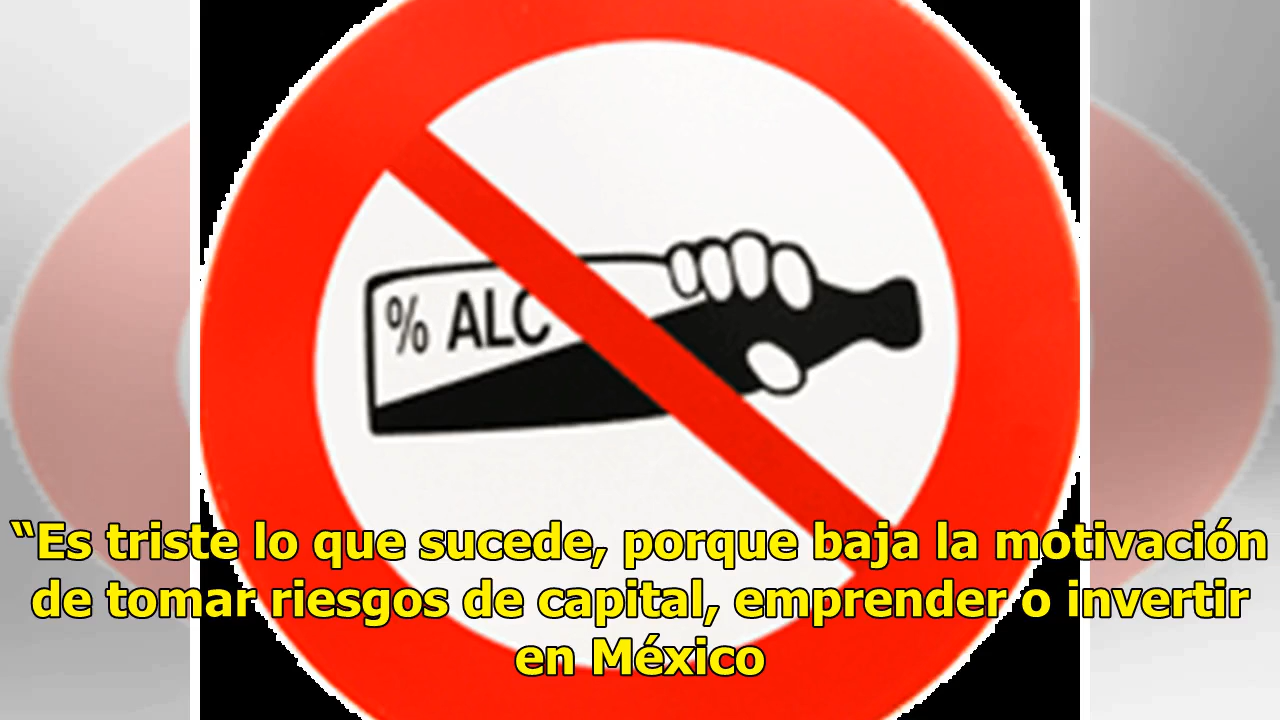 % ALC
“Es triste lo que sucede, porque baja la motivación
de tomar riesgos de capital, emprender o invertir
en México